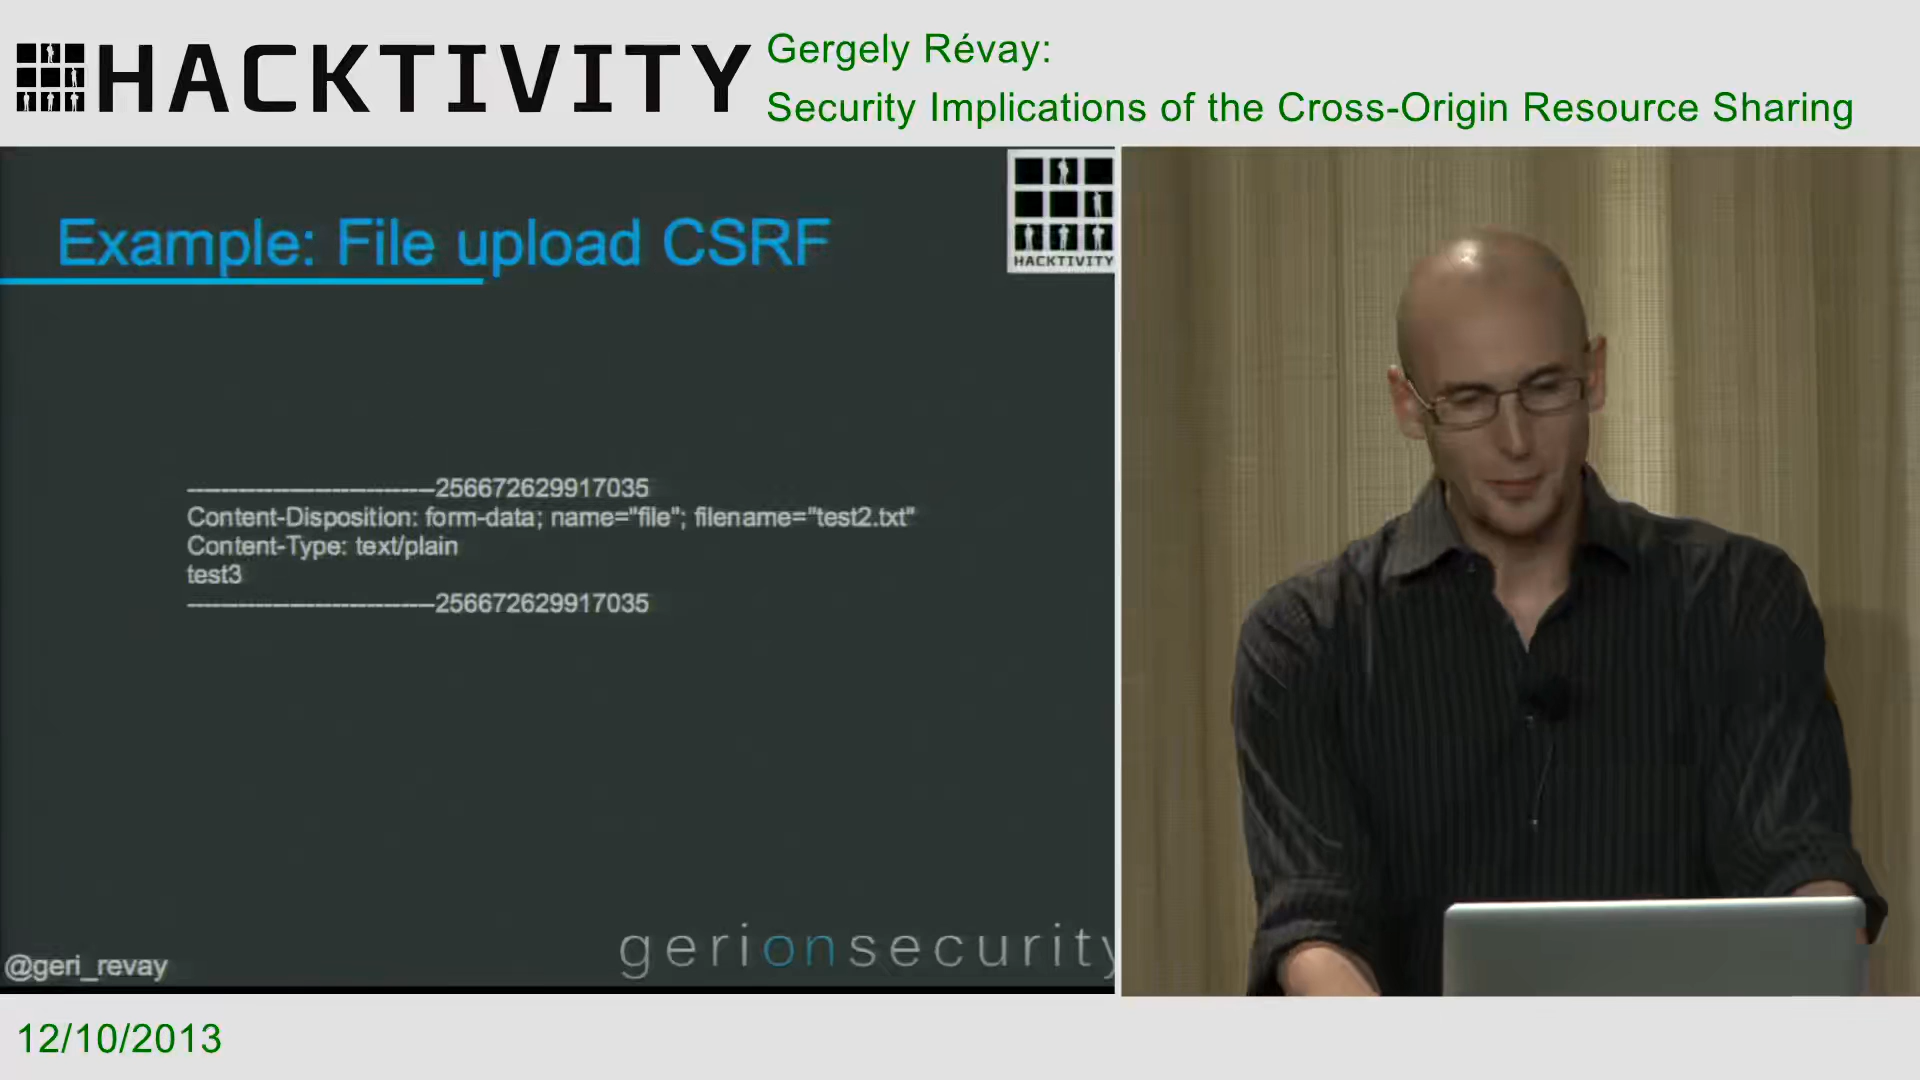 HACKTIVITY
Gergely Révay:
Security Implications of the Cross-Origin Resource Sharing
HACKTIVITY
Example: File upload CSRF
-----------------------------256672629917035
Content-Disposition: form-data; name="file"; filename="test2.txt"
Content-Type: text/plain
test3
-----------------------------256672629917035
gerionsecurity
@geri_revay
12/10/2013